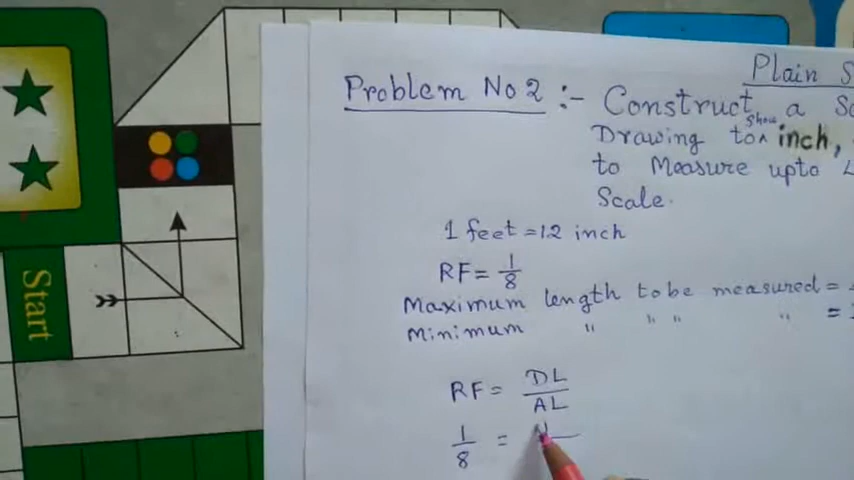 Start
Plain
Problem No 2 :- Construct a
Drawing to ^ Show inch,
to Measure upto
Scale.
1 feet = 12 inch
RF = 1/8
Maximum length to be measured =
Minimum " " " " =
RF = DL/AL
1/8 =